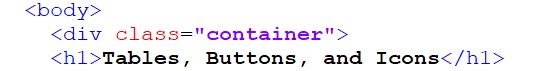 <body>
<div class="container">
<h1>Tables, Buttons, and Icons</h1>